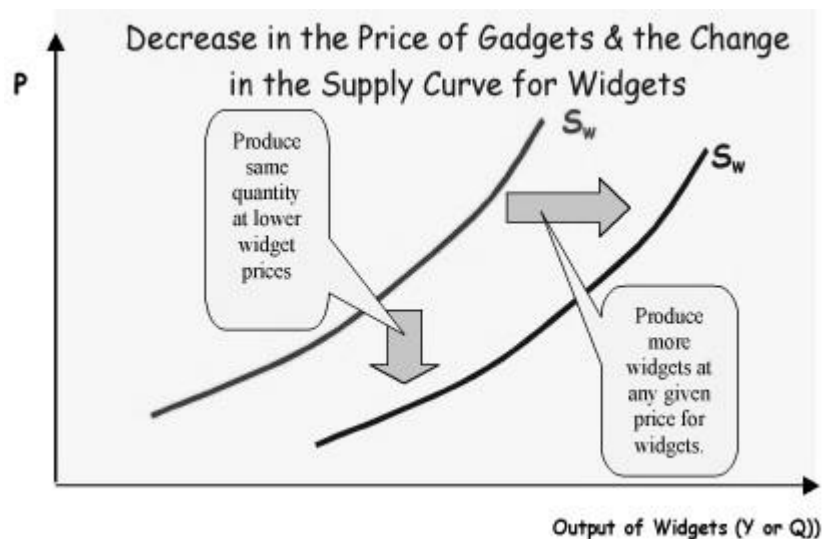 Decrease in the Price of Gadgets & the Change
in the Supply Curve for Widgets
P
Produce
same
quantity
at lower
widget
prices
Sw
Sw
Produce
more
widgets at
any given
price for
widgets.
Output of Widgets (Y or Q))